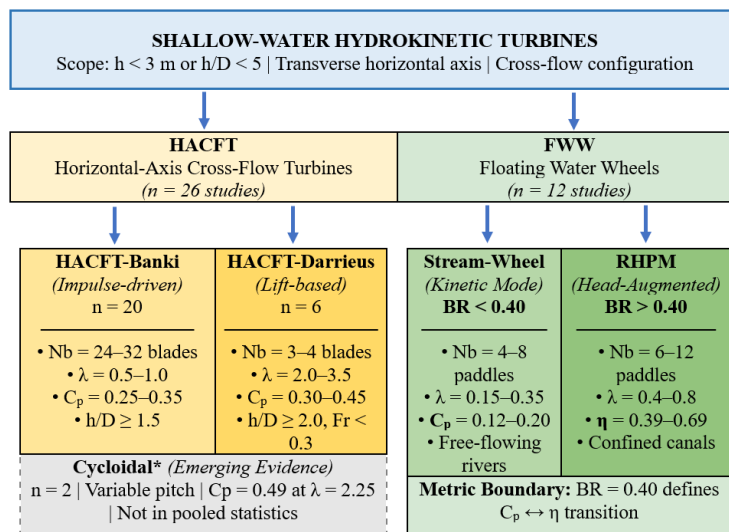 SHALLOW-WATER HYDROKINETIC TURBINES
Scope: h < 3 m or h/D < 5 | Transverse horizontal axis | Cross-flow configuration
HACFT
Horizontal-Axis Cross-Flow Turbines
(n = 26 studies)
FWW
Floating Water Wheels
(n = 12 studies)
HACFT-Banki
(Impulse-driven)
n = 20
• Nb = 24–32 blades
• λ = 0.5–1.0
• Cp = 0.25–0.35
• h/D ≥ 1.5
HACFT-Darrieus
(Lift-based)
n = 6
• Nb = 3–4 blades
• λ = 2.0–3.5
• Cp = 0.30–0.45
• h/D ≥ 2.0, Fr <
0.3
Cycloidal* (Emerging Evidence)
n = 2 | Variable pitch | Cp = 0.49 at λ = 2.25
| Not in pooled statistics
Stream-Wheel
(Kinetic Mode)
BR < 0.40
• Nb = 4–8
paddles
• λ = 0.15–0.35
• Cp = 0.12–0.20
• Free-flowing
rivers
RHPM
(Head-Augmented)
BR > 0.40
• Nb = 6–12
paddles
• λ = 0.4–0.8
• η = 0.39–0.69
• Confined canals
Metric Boundary: BR = 0.40 defines
Cp ↔ η transition